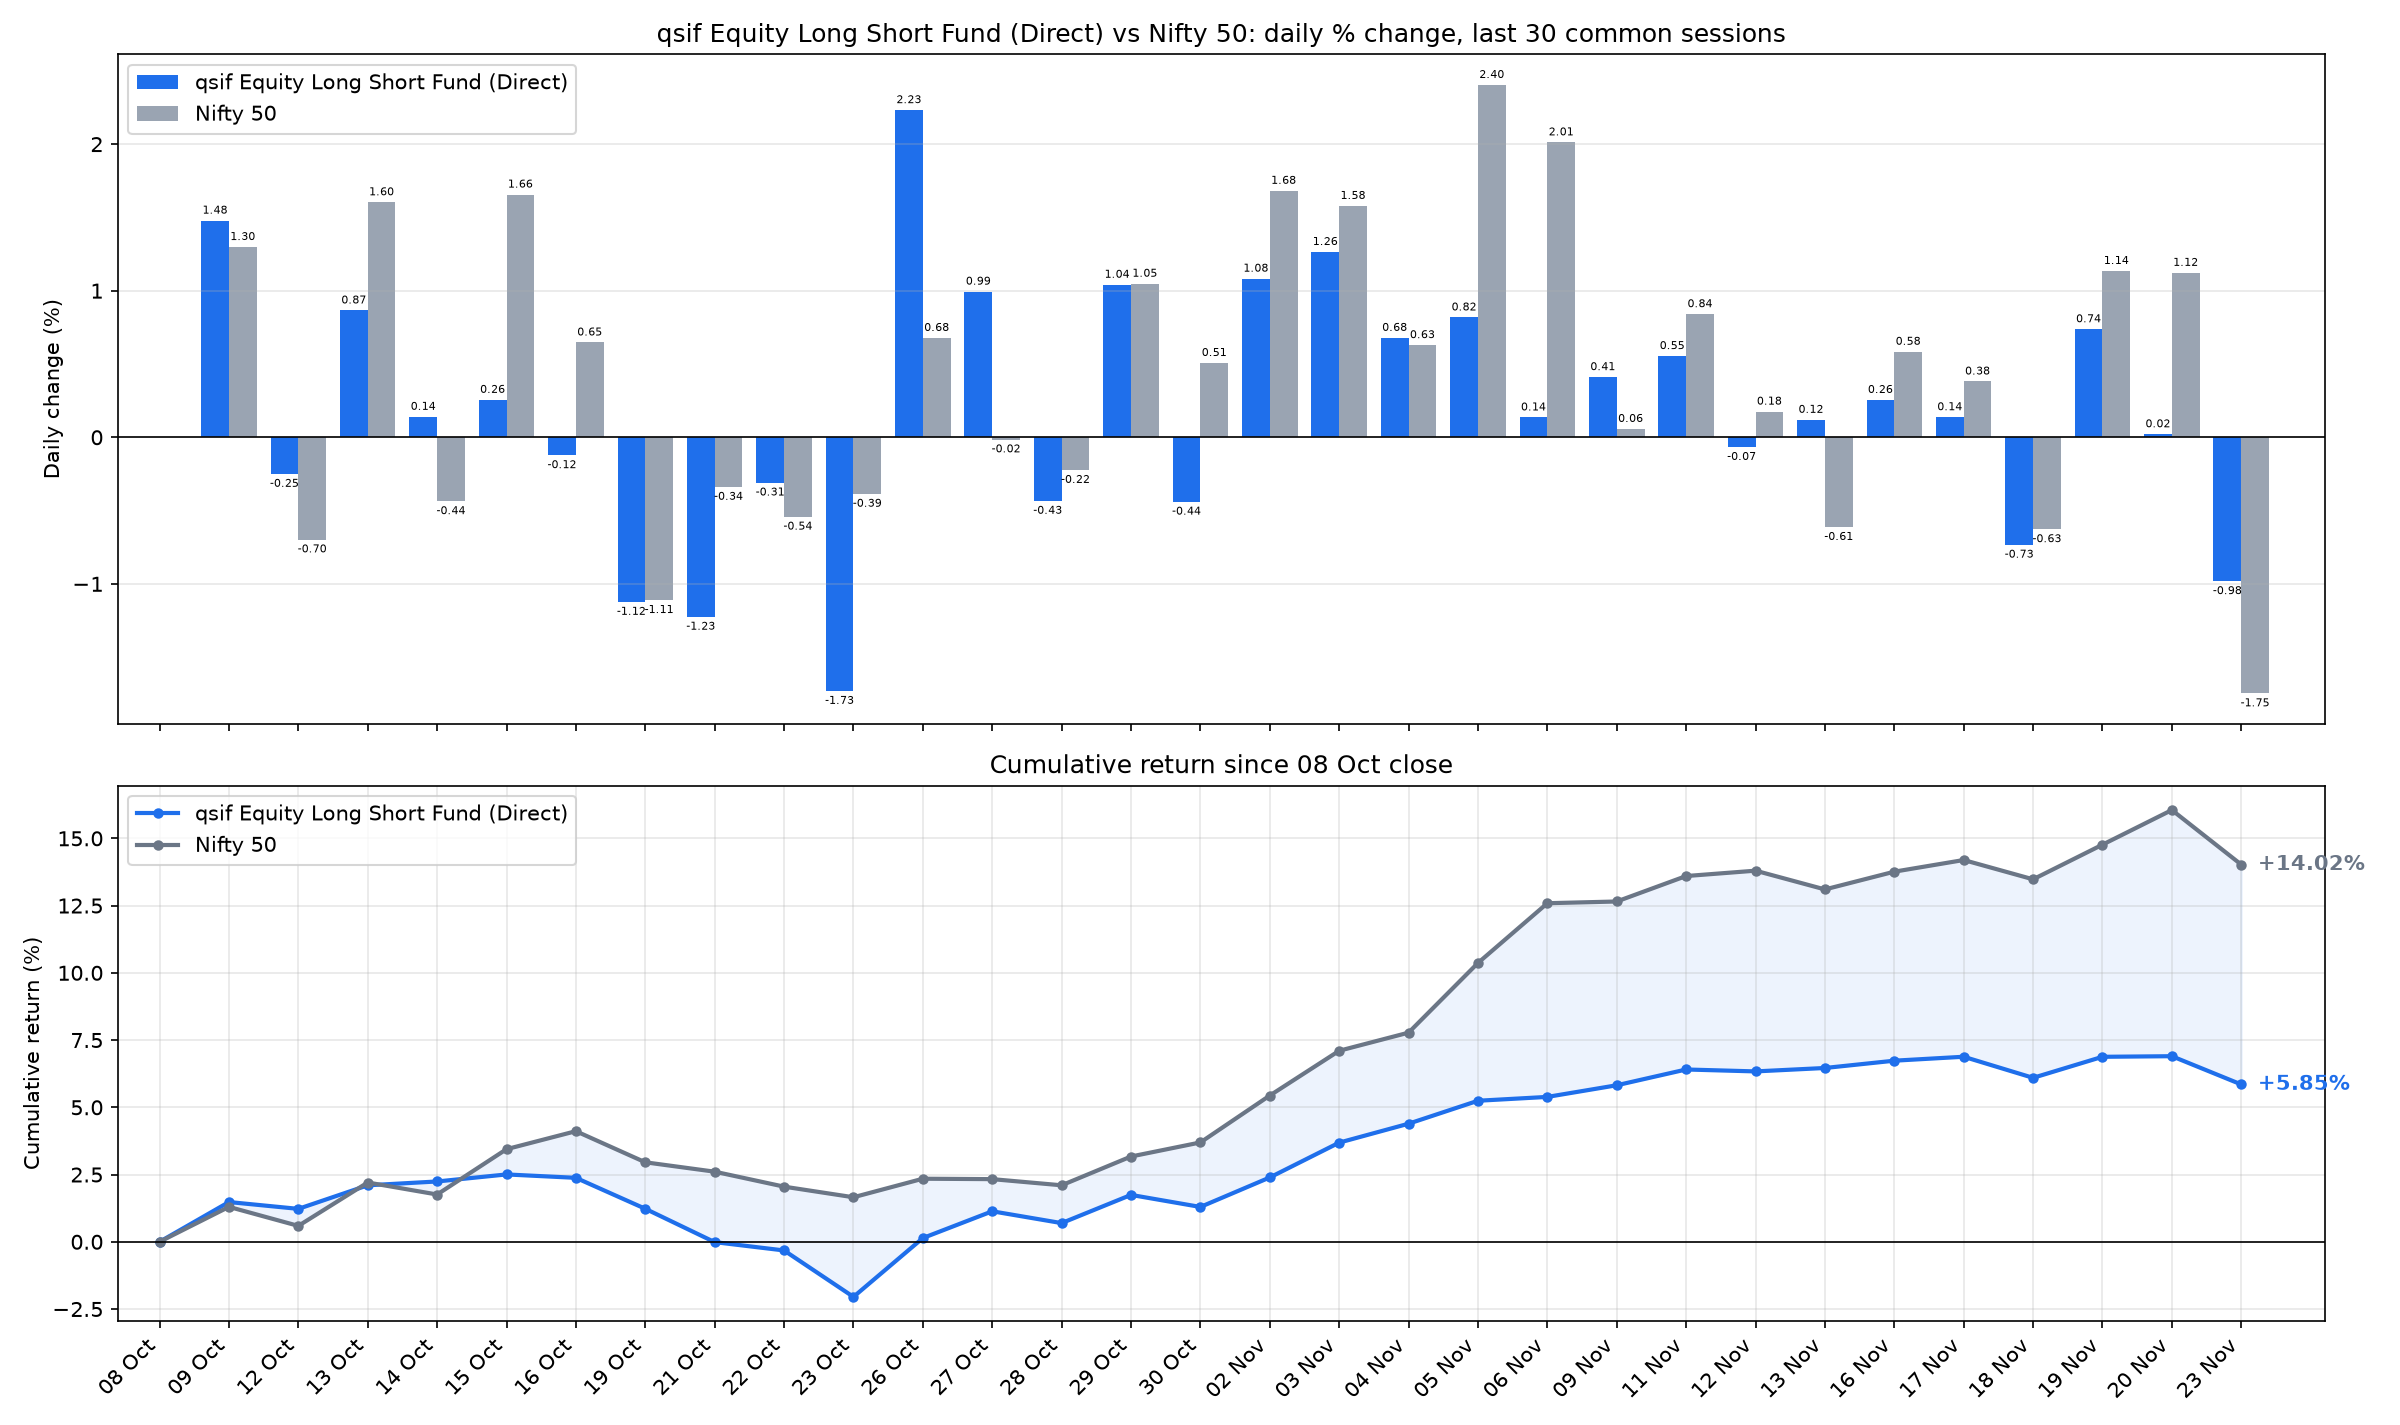 qsif Equity Long Short Fund (Direct) vs Nifty 50: daily % change, last 30 common sessions
qsif Equity Long Short Fund (Direct)
Nifty 50
Daily change (%)
2
1
0
−1
1.48
1.30
-0.25
-0.70
0.87
1.60
0.14
-0.44
0.26
1.66
-0.12
0.65
-1.12
-1.11
-1.23
-0.34
-0.31
-0.54
-1.73
-0.39
2.23
0.68
0.99
-0.02
-0.43
-0.22
1.04
1.05
-0.44
0.51
1.08
1.68
1.26
1.58
0.68
0.63
0.82
2.40
0.14
2.01
0.41
0.06
0.55
0.84
-0.07
0.18
0.12
-0.61
0.26
0.58
0.14
0.38
-0.73
-0.63
0.74
1.14
0.02
1.12
-0.98
-1.75
Cumulative return since 08 Oct close
qsif Equity Long Short Fund (Direct)
Nifty 50
Cumulative return (%)
15.0
12.5
10.0
7.5
5.0
2.5
0.0
−2.5
+14.02%
+5.85%
08 Oct
09 Oct
12 Oct
13 Oct
14 Oct
15 Oct
16 Oct
19 Oct
21 Oct
22 Oct
23 Oct
26 Oct
27 Oct
28 Oct
29 Oct
30 Oct
02 Nov
03 Nov
04 Nov
05 Nov
06 Nov
09 Nov
11 Nov
12 Nov
13 Nov
16 Nov
17 Nov
18 Nov
19 Nov
20 Nov
23 Nov